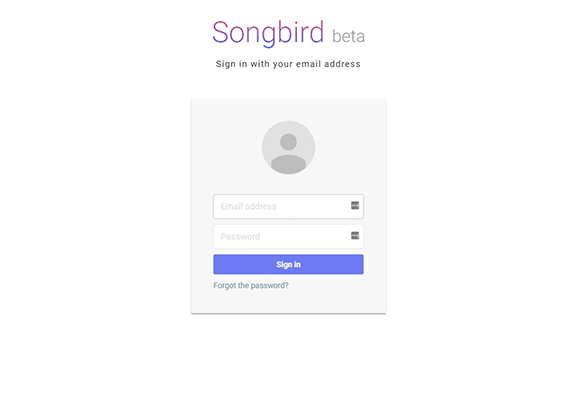 Songbird beta
Sign in with your email address
Email address
Password
Sign in
Forgot the password?